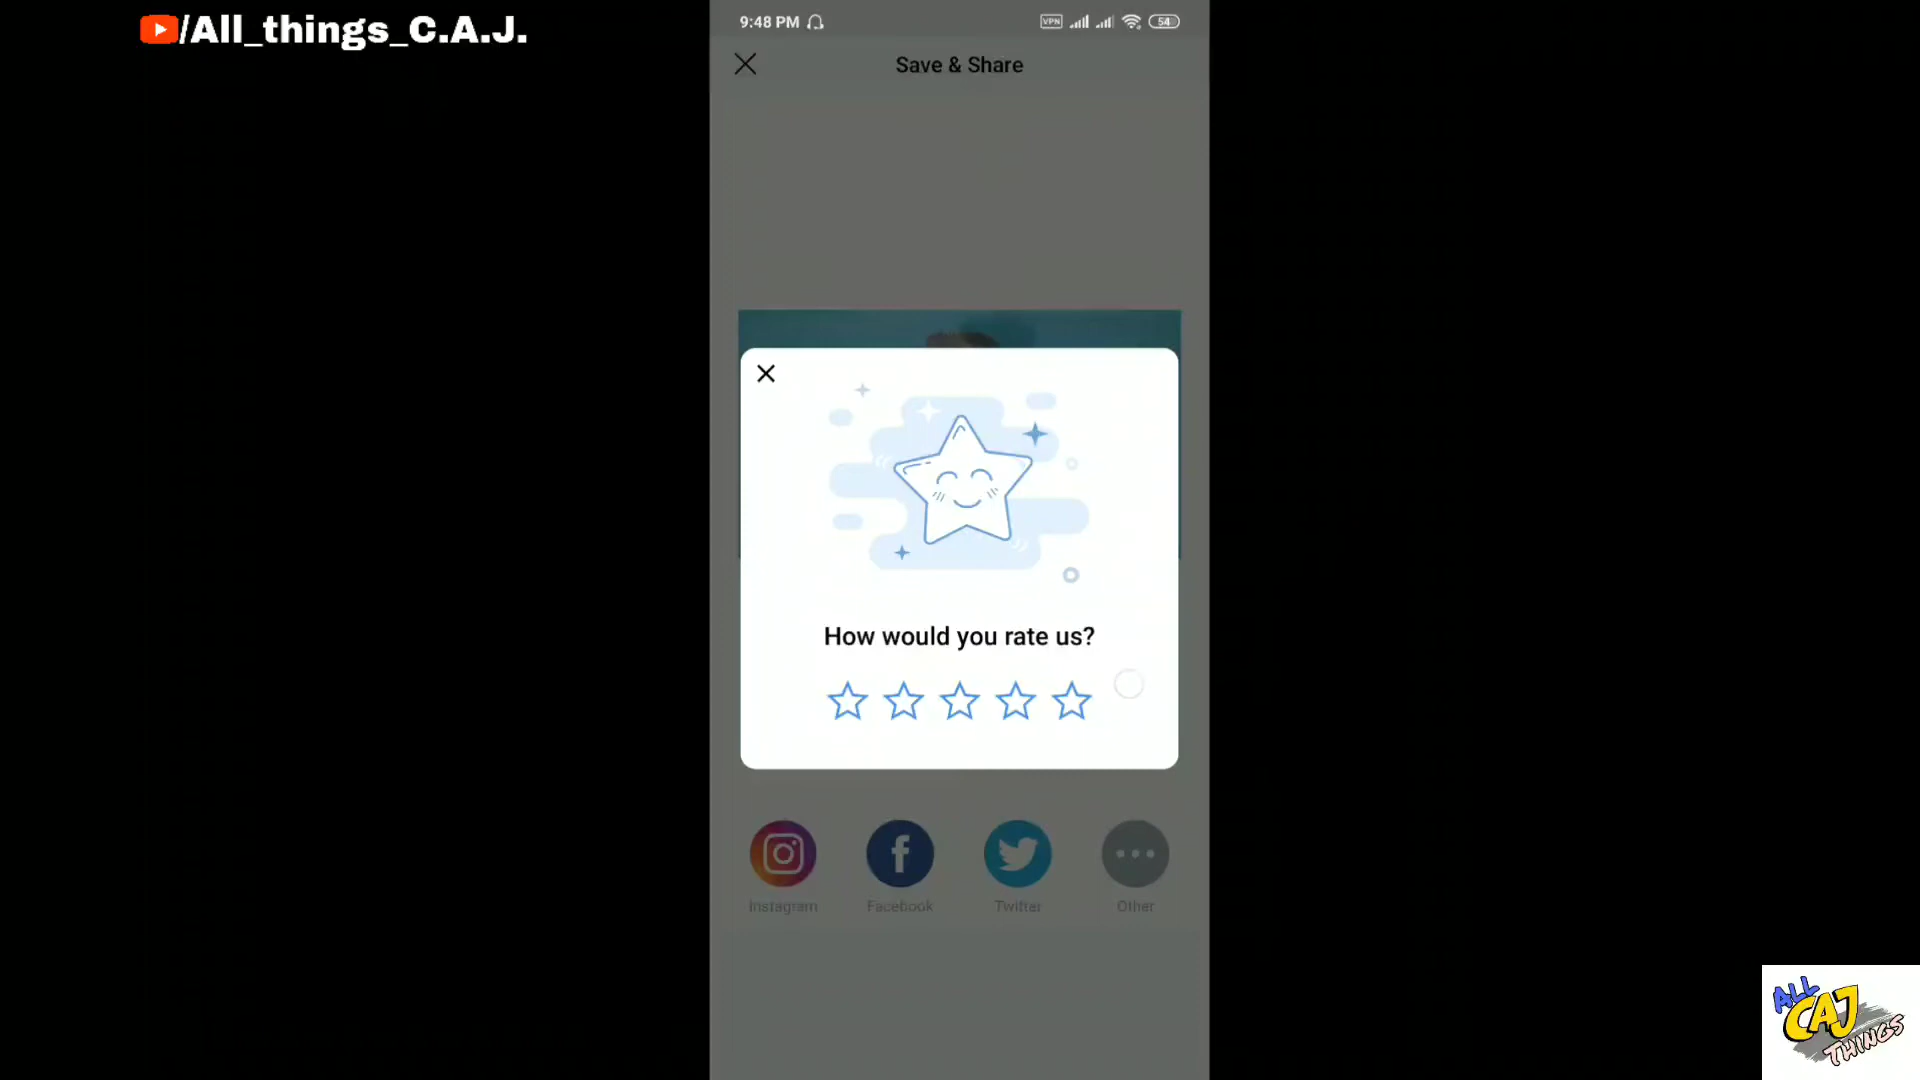 /All_things_C.A.J.
9:48 PM
VPN
54
Save & Share
How would you rate us?
Instagram
Facebook
Twitter
Other
ALL
CAJ
THINGS